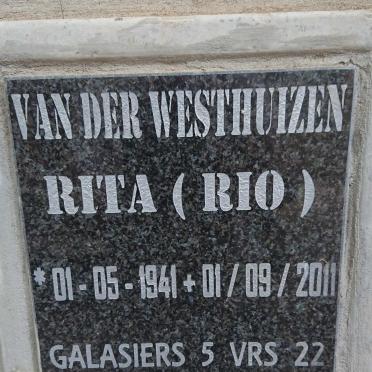 VAN DER WESTHUIZEN
RITA ( RIO )
* 01 - 05 - 1941 + 01 / 09 / 2011
GALASIERS 5 VRS 22